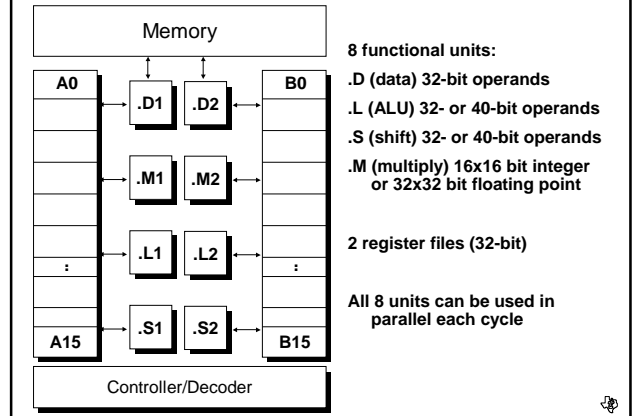 Memory
A0
B0
.D1
.D2
.M1
.M2
.L1
.L2
:
:
.S1
.S2
A15
B15
Controller/Decoder
8 functional units:
.D (data) 32-bit operands
.L (ALU) 32- or 40-bit operands
.S (shift) 32- or 40-bit operands
.M (multiply) 16x16 bit integer
or 32x32 bit floating point
2 register files (32-bit)
All 8 units can be used in
parallel each cycle